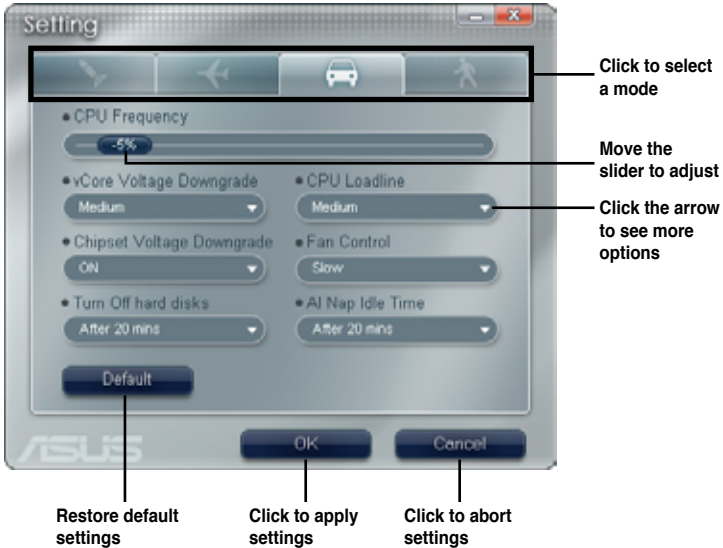 Setting
Click to select
a mode
CPU Frequency
-5%
Move the
slider to adjust
vCore Voltage Downgrade
CPU Loadline
Medium
Medium
Click the arrow
to see more
options
Chipset Voltage Downgrade
Fan Control
ON
Slow
Turn Off hard disks
AI Nap Idle Time
After 20 mins
After 20 mins
Default
ASUS
OK
Cancel
Restore default
settings
Click to apply
settings
Click to abort
settings